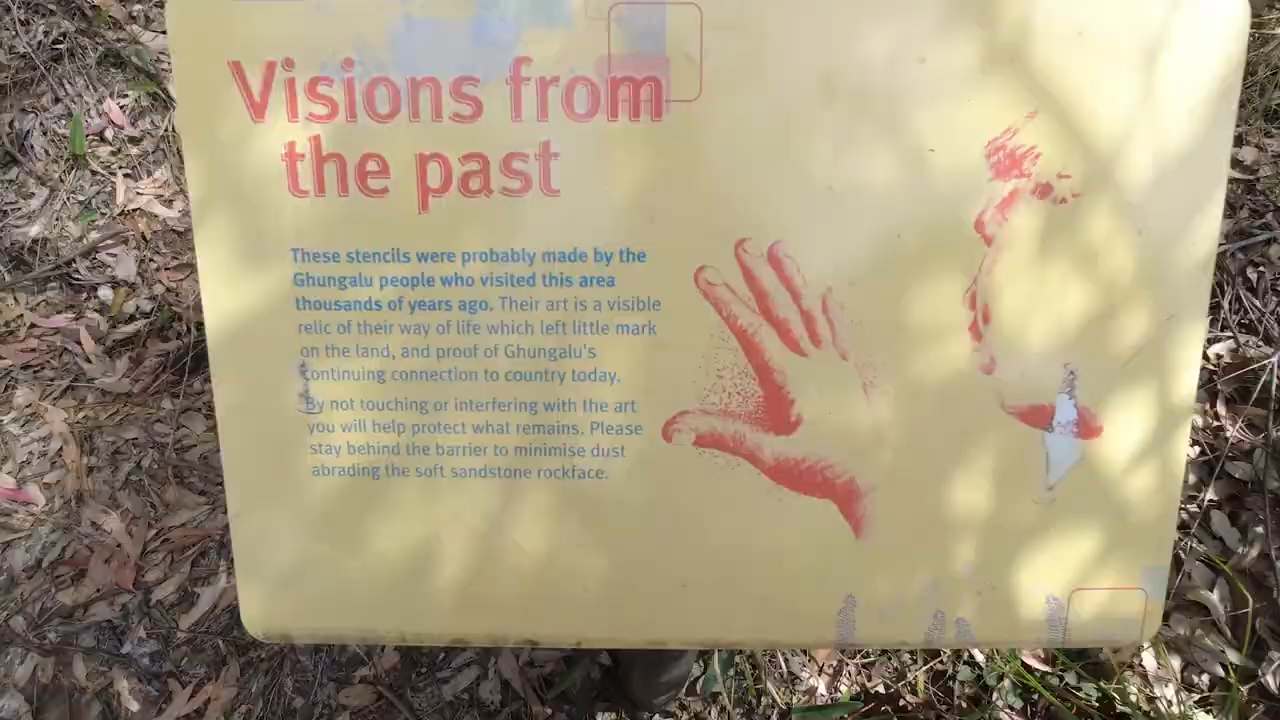 Visions from
the past
These stencils were probably made by the
Ghungalu people who visited this area
thousands of years ago. Their art is a visible
relic of their way of life which left little mark
on the land, and proof of Ghungalu's
continuing connection to country today.
By not touching or interfering with the art
you will help protect what remains. Please
stay behind the barrier to minimise dust
abrading the soft sandstone rockface.